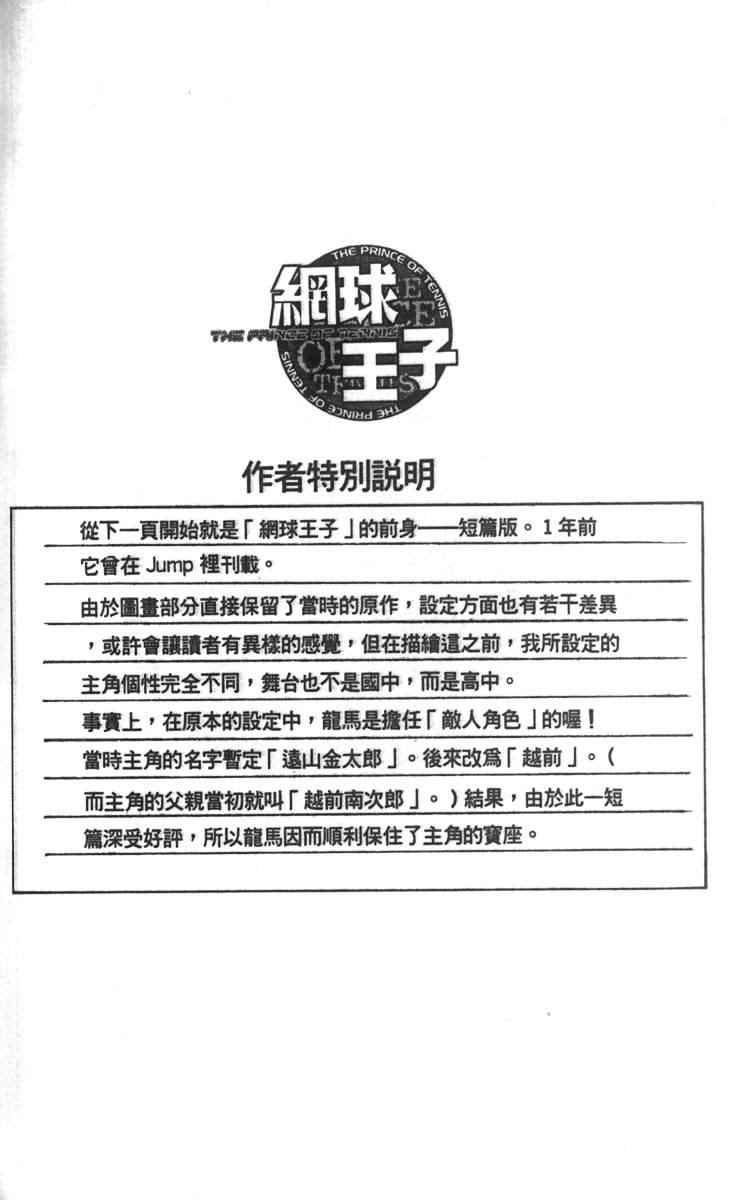 THE PRINCE OF TENNIS
網球
THE PRINCE OF TENNIS
王子
THE PRINCE OF TENNIS
作者特別説明
從下一頁開始就是「網球王子」的前身——短篇版。1年前
它曾在 Jump 裡刊載。
由於圖畫部分直接保留了當時的原作，設定方面也有若干差異
，或許會讓讀者有異樣的感覺，但在描繪這之前，我所設定的
主角個性完全不同，舞台也不是國中，而是高中。
事實上，在原本的設定中，龍馬是擔任「敵人角色」的喔！
當時主角的名字暫定「遠山金太郎」。後來改爲「越前」。（
而主角的父親當初就叫「越前南次郎」。）結果，由於此一短
篇深受好評，所以龍馬因而順利保住了主角的寶座。